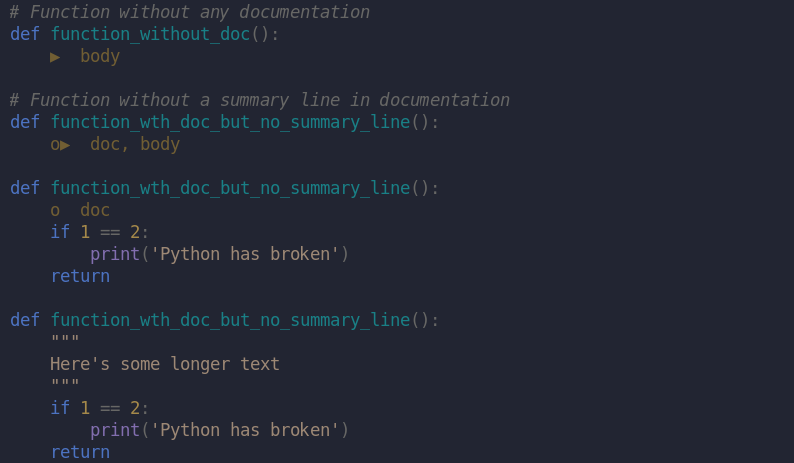 # Function without any documentation
def function_without_doc():
    ▶  body

# Function without a summary line in documentation
def function_wth_doc_but_no_summary_line():
    o▶  doc, body

def function_wth_doc_but_no_summary_line():
    o  doc
    if 1 == 2:
        print('Python has broken')
    return

def function_wth_doc_but_no_summary_line():
    """
    Here's some longer text
    """
    if 1 == 2:
        print('Python has broken')
    return